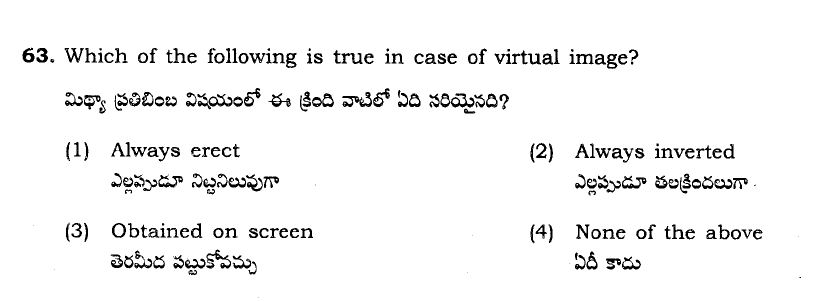 63. Which of the following is true in case of virtual image?
మిథ్యా ప్రతిబింబ విషయంలో ఈ క్రింది వాటిలో ఏది సరియైనది?
(1) Always erect (2) Always inverted
ఎల్లప్పుడూ నిట్టనిలువుగా ఎల్లప్పుడూ తలక్రిందలుగా .
(3) Obtained on screen (4) None of the above
తెరమీద పట్టుకోవచ్చు ఏదీ కాదు